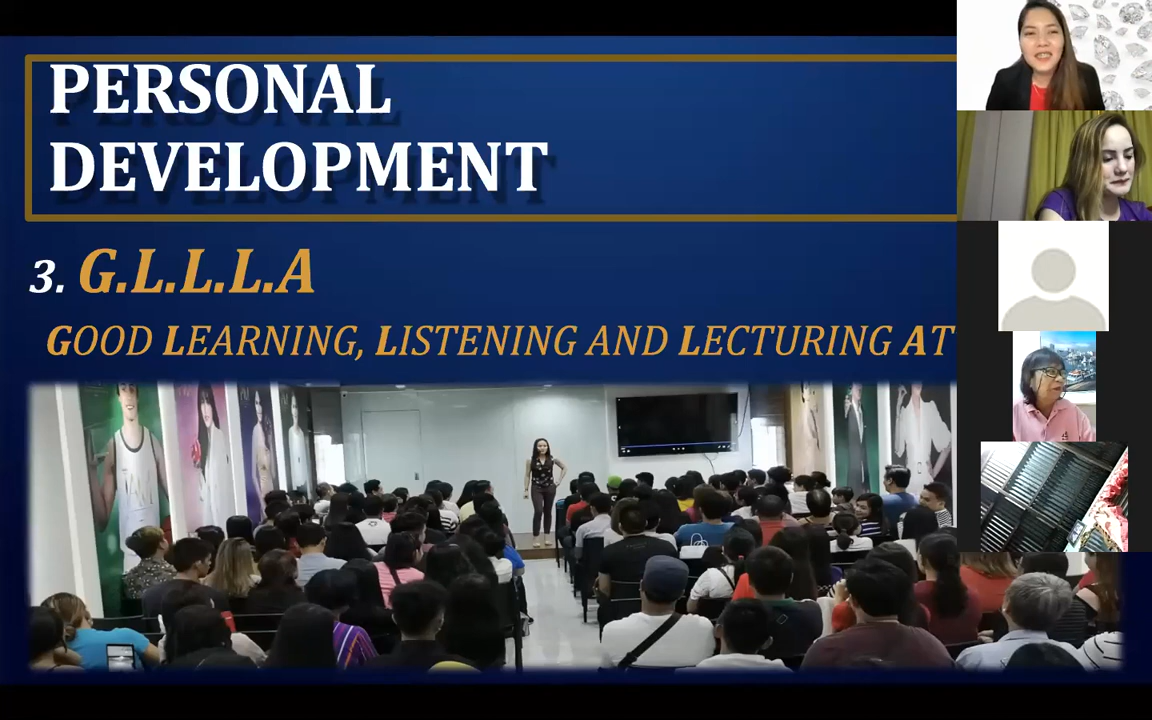 PERSONAL
DEVELOPMENT
3. G.L.L.L.A
GOOD LEARNING, LISTENING AND LECTURING AT